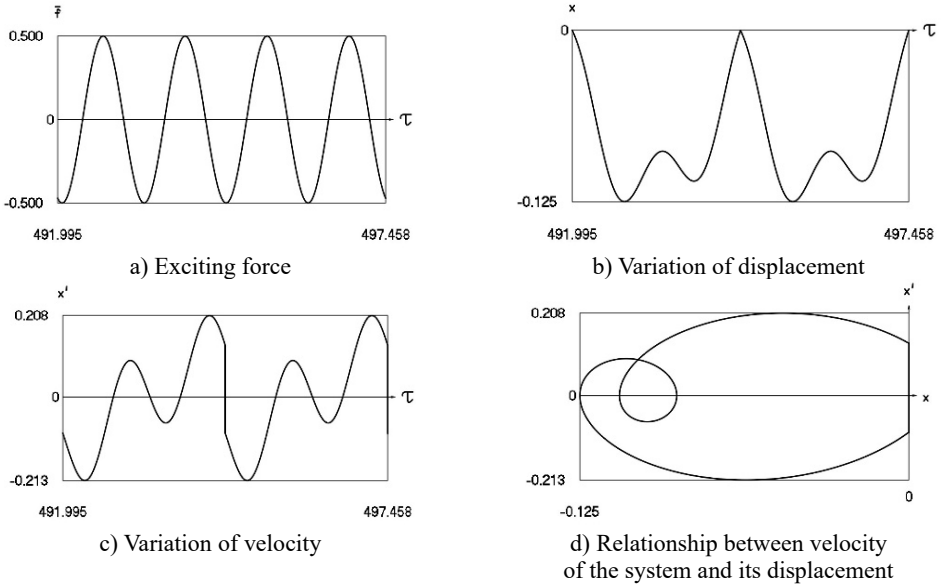 f̄
0.500
0
τ
-0.500
491.995
497.458
a) Exciting force
x
0
τ
-0.125
491.995
497.458
b) Variation of displacement
x'
0.208
0
τ
-0.213
491.995
497.458
c) Variation of velocity
x'
0.208
0
x
-0.213
-0.125
0
d) Relationship between velocity
of the system and its displacement